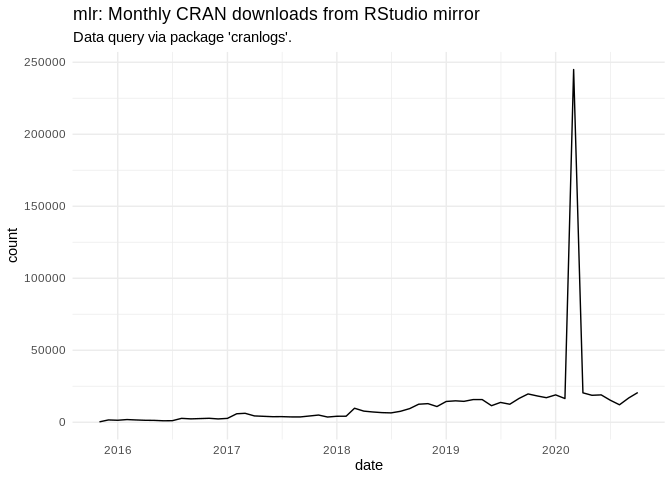 mlr: Monthly CRAN downloads from RStudio mirror
Data query via package 'cranlogs'.
250000
200000
150000
100000
50000
0
count
2016 2017 2018 2019 2020
date